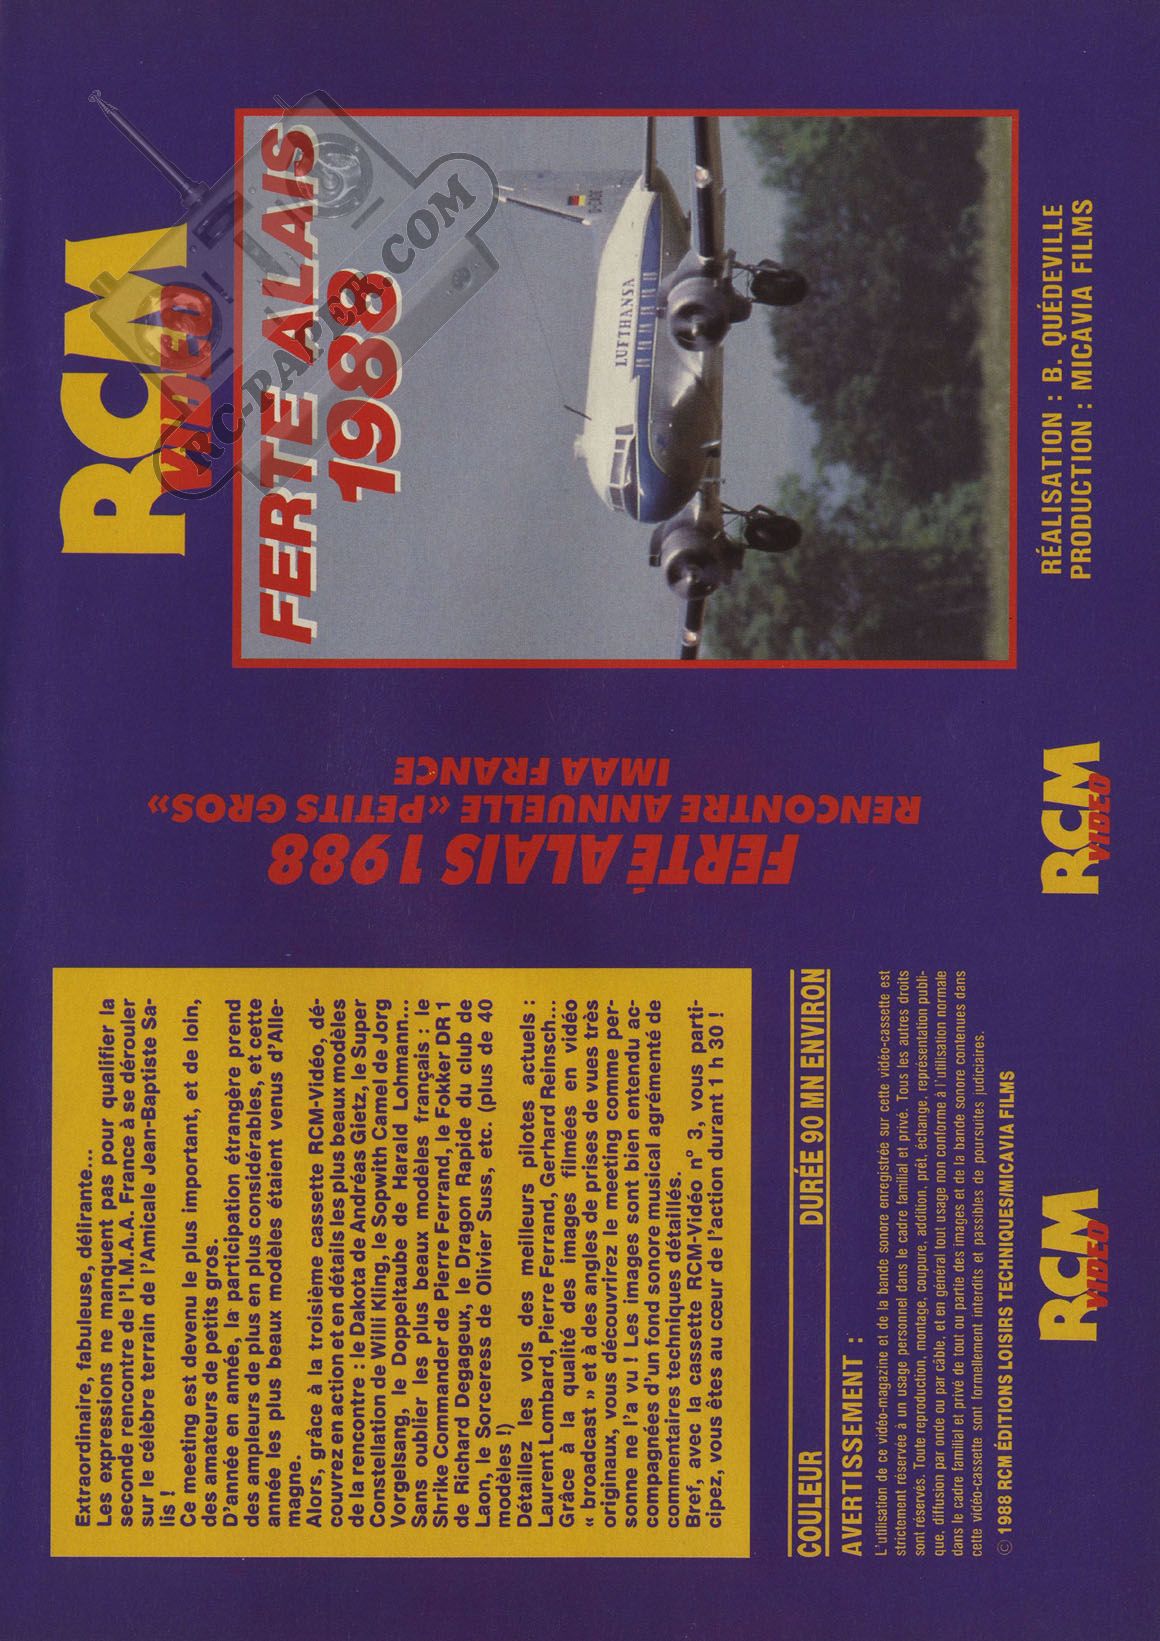 RCM
VIDEO
FERTE ALAIS
1988
RC-PAPER.COM
LUFTHANSA
RÉALISATION : B. QUÉDEVILLE
PRODUCTION : MICAVIA FILMS
FERTÉ ALAIS 1988
RENCONTRE ANNUELLE «PETITS GROS»
IMAA FRANCE
RCM
VIDEO
Extraordinaire, fabuleuse, délirante...
Les expressions ne manquent pas pour qualifier la
seconde rencontre de l'I.M.A.A. France à se dérouler
sur le célèbre terrain de l'Amicale Jean-Baptiste Sa-
lis !
Ce meeting est devenu le plus important, et de loin,
des amateurs de petits gros.
D'année en année, la participation étrangère prend
des ampleurs de plus en plus considérables, et cette
année les plus beaux modèles étaient venus d'Alle-
magne.
Alors, grâce à la troisième cassette RCM-Vidéo, dé-
couvrez en action et en détails les plus beaux modèles
de la rencontre : le Dakota de Andréas Gietz, le Super
Constellation de Willi Kling, le Sopwith Camel de Jorg
Vorgelsang, le Doppeltaube de Harald Lohmann...
Sans oublier les plus beaux modèles français : le
Shrike Commander de Pierre Ferrand, le Fokker DR 1
de Richard Degageux, le Dragon Rapide du club de
Laon, le Sorceress de Olivier Suss, etc. (plus de 40
modèles !)
Détaillez les vols des meilleurs pilotes actuels :
Laurent Lombard, Pierre Ferrand, Gerhard Reinsch...
Grâce à la qualité des images filmées en vidéo
« broadcast » et à des angles de prises de vues très
originaux, vous découvrirez le meeting comme per-
sonne ne l'a vu ! Les images sont bien entendu ac-
compagnées d'un fond sonore musical agrémenté de
commentaires techniques détaillés.
Bref, avec la cassette RCM-Vidéo n° 3, vous parti-
cipez, vous êtes au cœur de l'action durant 1 h 30 !
COULEUR DURÉE 90 MN ENVIRON
AVERTISSEMENT :
L'utilisation de ce vidéo-magazine et de la bande sonore enregistrée sur cette vidéo-cassette est
strictement réservée à un usage personnel dans le cadre familial et privé. Tous les autres droits
sont réservés. Toute reproduction, montage, coupure, addition, prêt, échange, représentation publi-
que, diffusion par onde ou par câble, et en général tout usage non conforme à l'utilisation normale
dans le cadre familial et privé de tout ou partie des images et de la bande sonore contenues dans
cette vidéo-cassette sont formellement interdits et passibles de poursuites judiciaires.
© 1988 RCM ÉDITIONS LOISIRS TECHNIQUES/MICAVIA FILMS
RCM
VIDEO